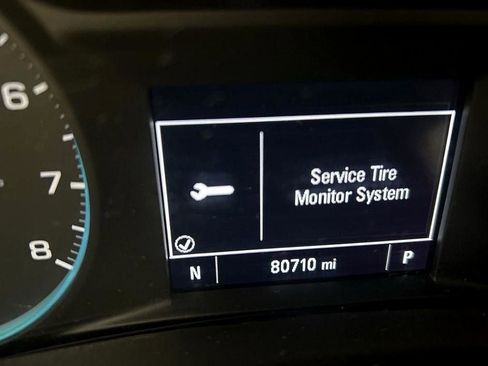 6
7
8
Service Tire
Monitor System
N 80710 mi P